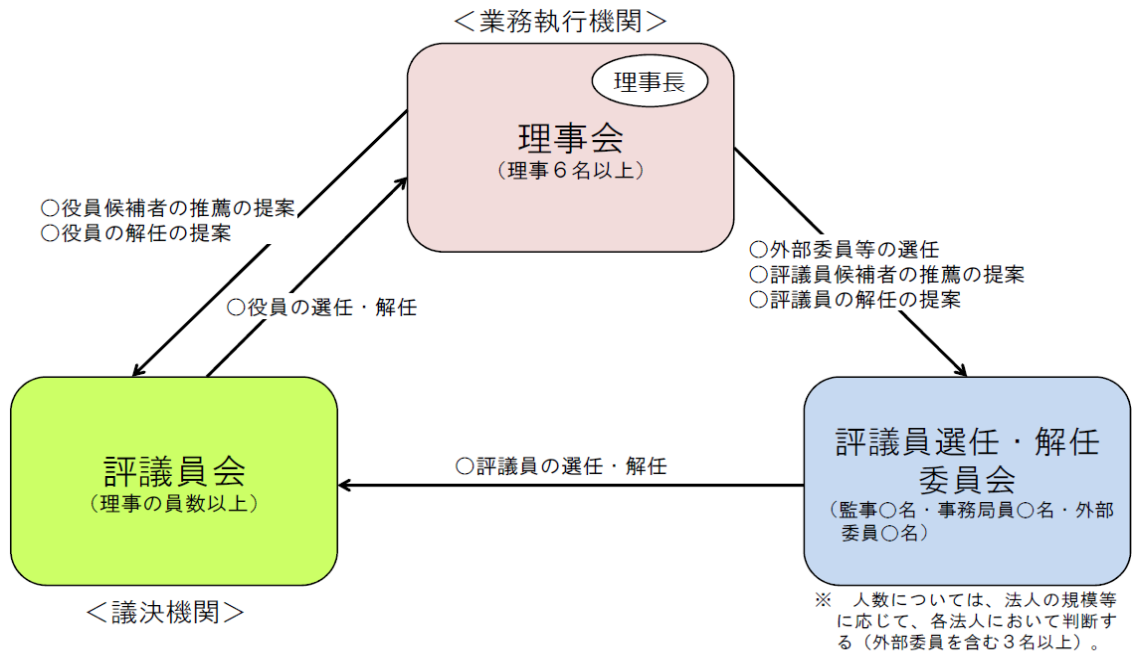 ＜業務執行機関＞
理事長
理事会
（理事６名以上）
○役員候補者の推薦の提案
○役員の解任の提案
○役員の選任・解任
○外部委員等の選任
○評議員候補者の推薦の提案
○評議員の解任の提案
評議員会
（理事の員数以上）
＜議決機関＞
○評議員の選任・解任
評議員選任・解任
委員会
（監事○名・事務局員○名・外部
委員○名）
※　人数については、法人の規模等
に応じて、各法人において判断す
る（外部委員を含む３名以上）。